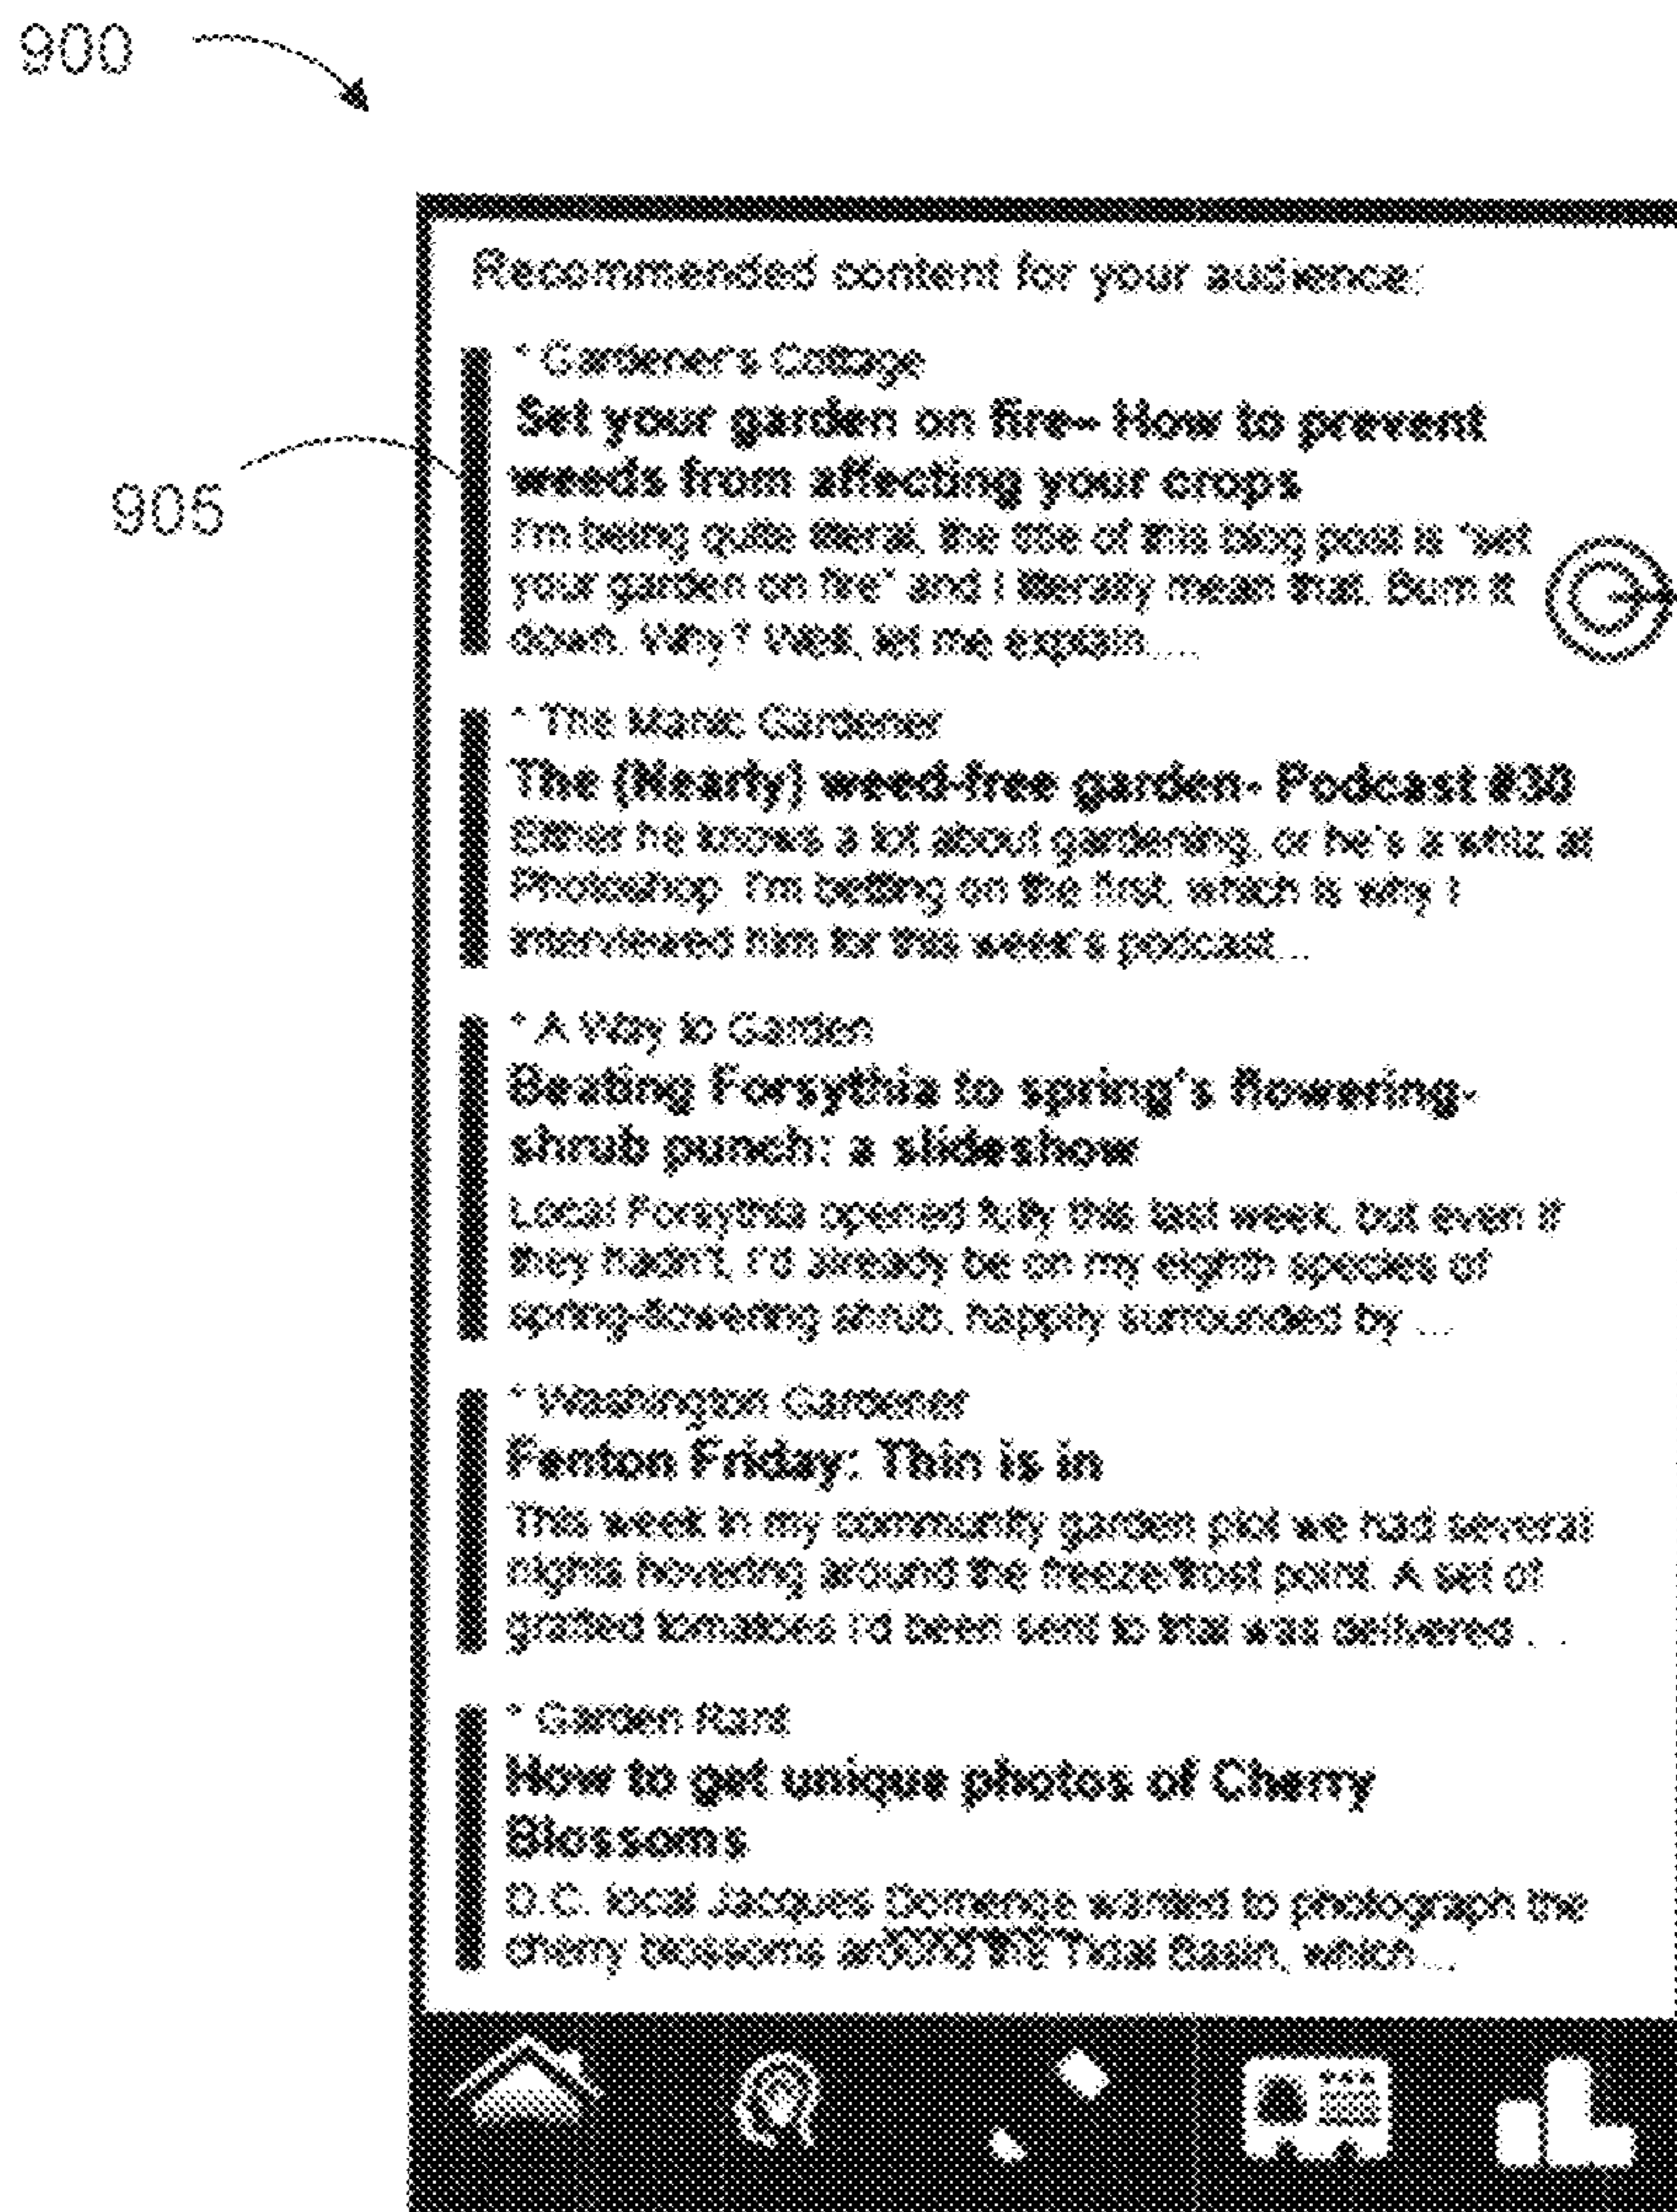 900
Recommended content for your audience:
* Gardener's Cottage
Set your garden on fire-- How to prevent
weeds from affecting your crops
905
I'm being quite literal, the title of this blog post is "set
your garden on fire" and I literally mean that. Burn it
down. Why? Well, let me explain....
* The Manic Gardener
The (Nearly) weed-free garden- Podcast #30
Either he knows a lot about gardening, or he's a whiz at
Photoshop. I'm betting on the first, which is why I
interviewed him for this week's podcast...
* A Way to Garden
Beating Forsythia to spring's flowering-
shrub punch: a slideshow
Local Forsythia opened fully this last week, but even if
they hadn't, I'd already be on my eighth species of
spring-flowering shrub, happily surrounded by ...
* Washington Gardener
Fenton Friday: Thin is in
This week in my community garden plot we had several
nights hovering around the freeze/frost point. A set of
grafted tomatoes I'd been sent to trial was delivered ...
* Garden Rant
How to get unique photos of Cherry
Blossoms
D.C. local Jacques Domenge wanted to photograph the
cherry blossoms around the Tidal Basin, which...